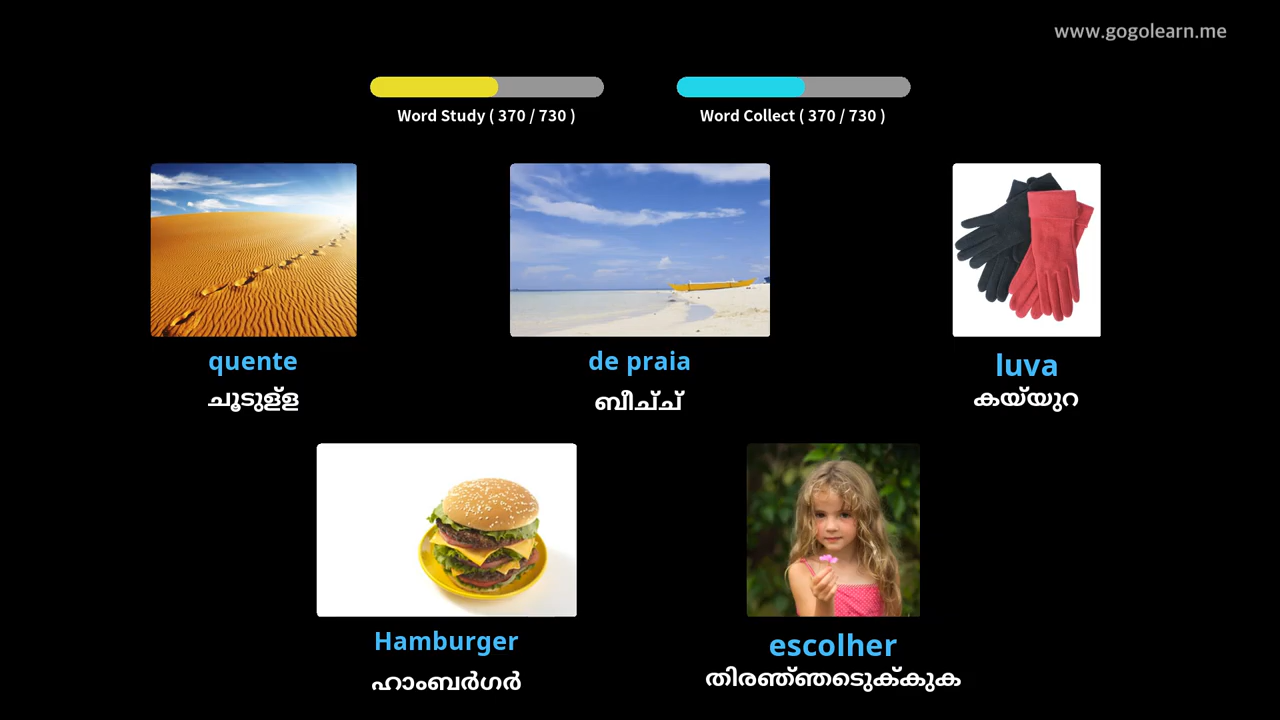 www.gogolearn.me
Word Study ( 370 / 730 )
Word Collect ( 370 / 730 )
quente
de praia
luva
ചൂടുള്ള
ബീച്ച്
കയ്യുറ
Hamburger
escolher
ഹാംബർഗർ
തിരഞ്ഞടെുക്കുക